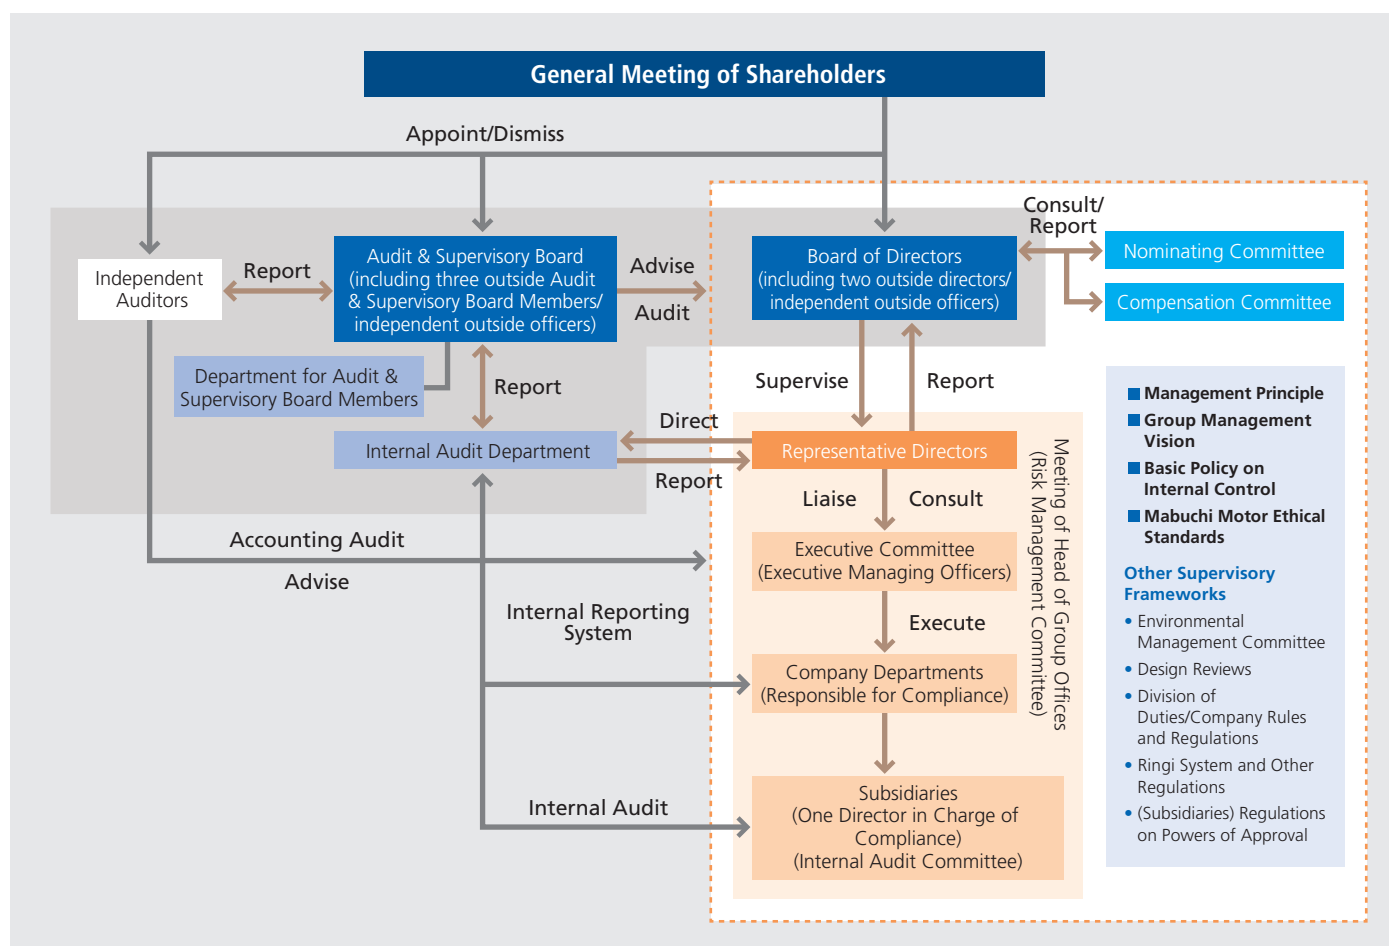 General Meeting of Shareholders
Appoint/Dismiss
Consult/
Report
Independent
Auditors
Report
Audit & Supervisory Board
(including three outside Audit
& Supervisory Board Members/
independent outside officers)
Advise
Audit
Board of Directors
(including two outside directors/
independent outside officers)
Nominating Committee
Compensation Committee
Department for Audit &
Supervisory Board Members
Report
Supervise
Report
Direct
Internal Audit Department
Report
Representative Directors
Liaise
Consult
Meeting of Head of Group Offices
(Risk Management Committee)
Accounting Audit
Advise
Executive Committee
(Executive Managing Officers)
Internal Reporting
System
Execute
Company Departments
(Responsible for Compliance)
Internal Audit
Subsidiaries
(One Director in Charge of
Compliance)
(Internal Audit Committee)
Management Principle
Group Management
Vision
Basic Policy on
Internal Control
Mabuchi Motor Ethical
Standards
Other Supervisory
Frameworks
• Environmental
Management Committee
• Design Reviews
• Division of
Duties/Company Rules
and Regulations
• Ringi System and Other
Regulations
• (Subsidiaries) Regulations
on Powers of Approval